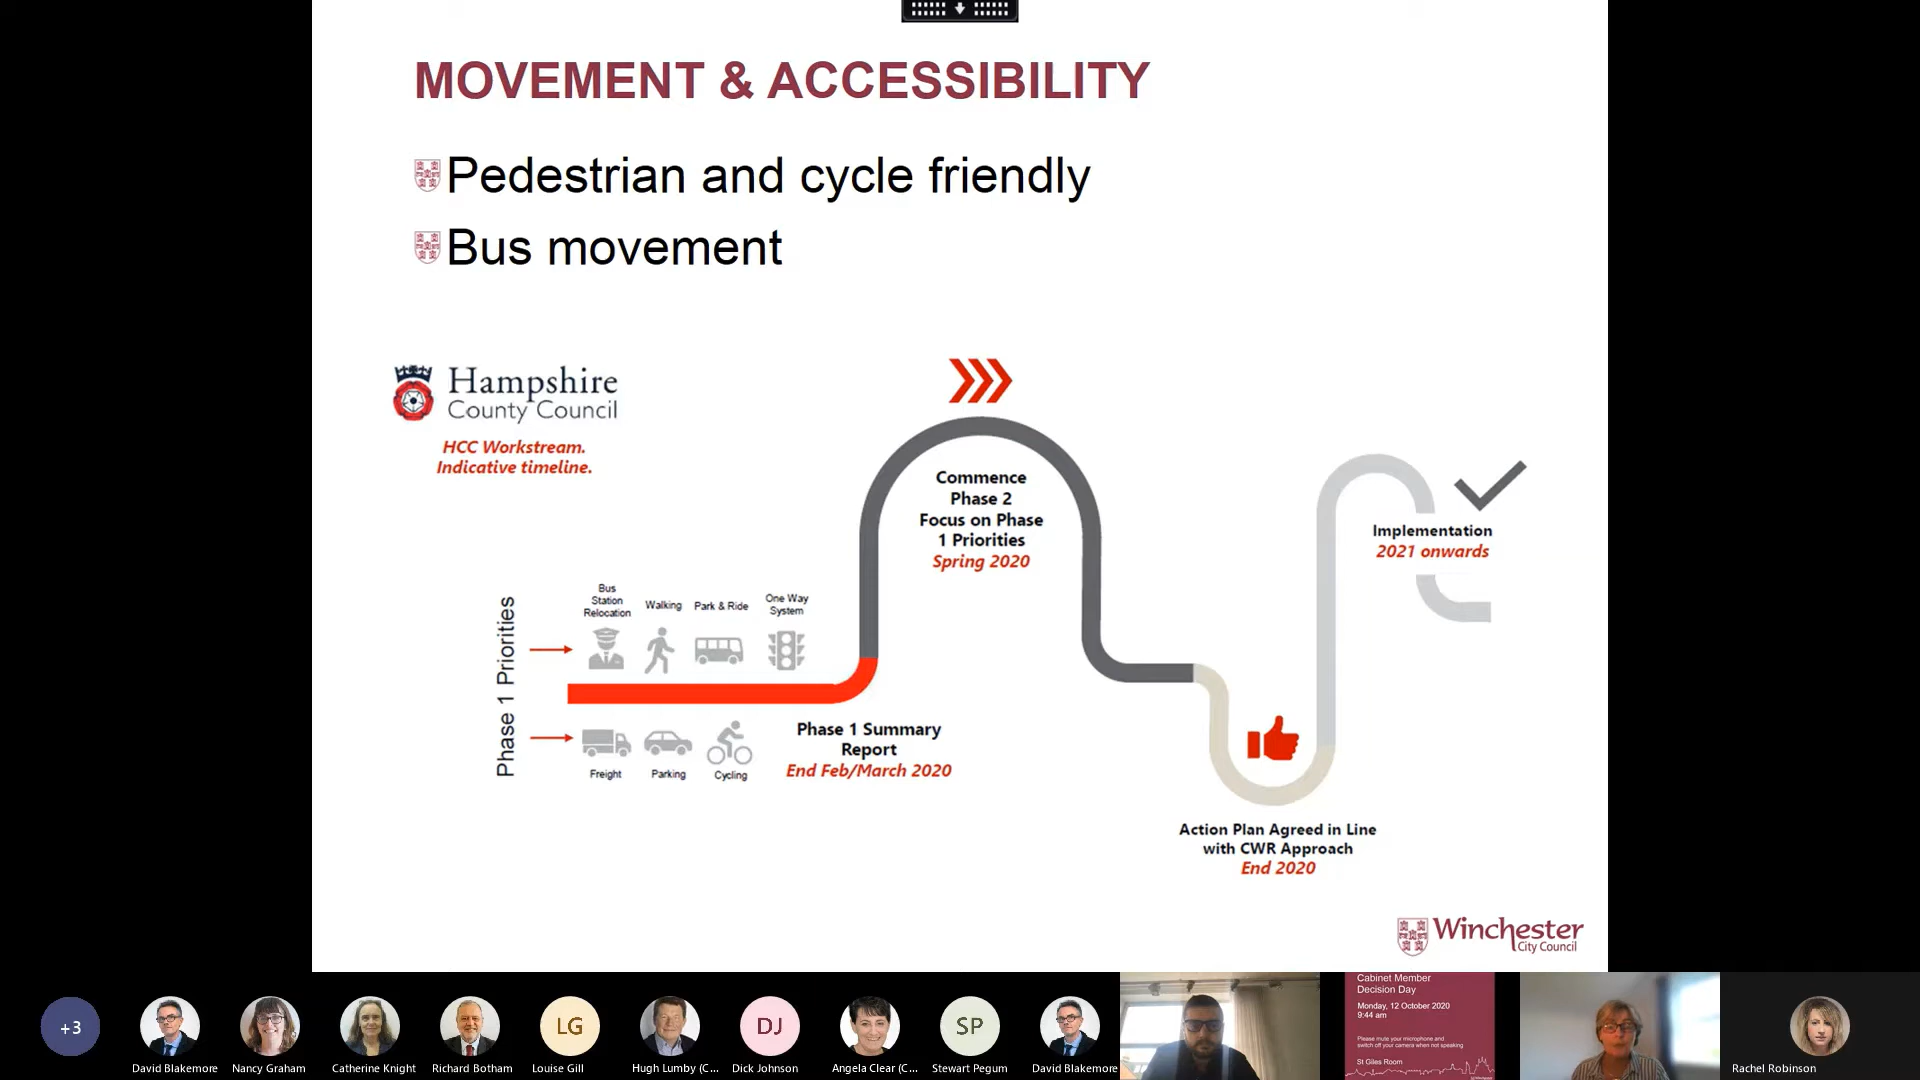 MOVEMENT & ACCESSIBILITY
Pedestrian and cycle friendly
Bus movement
Hampshire
County Council
HCC Workstream.
Indicative timeline.
Commence
Phase 2
Focus on Phase
1 Priorities
Spring 2020
Implementation
2021 onwards
Phase 1 Priorities
Bus
Station
Relocation
Walking
Park & Ride
One Way
System
Freight
Parking
Cycling
Phase 1 Summary
Report
End Feb/March 2020
Action Plan Agreed in Line
with CWR Approach
End 2020
Winchester
City Council
+3
David Blakemore
Nancy Graham
Catherine Knight
Richard Botham
LG
Louise Gill
Hugh Lumby (C...
DJ
Dick Johnson
Angela Clear (C...
SP
Stewart Pegum
David Blakemore
Cabinet Member
Decision Day
Monday, 12 October 2020
9:44 am
Please mute your microphone and
switch off your camera when not speaking
St Giles Room
Rachel Robinson